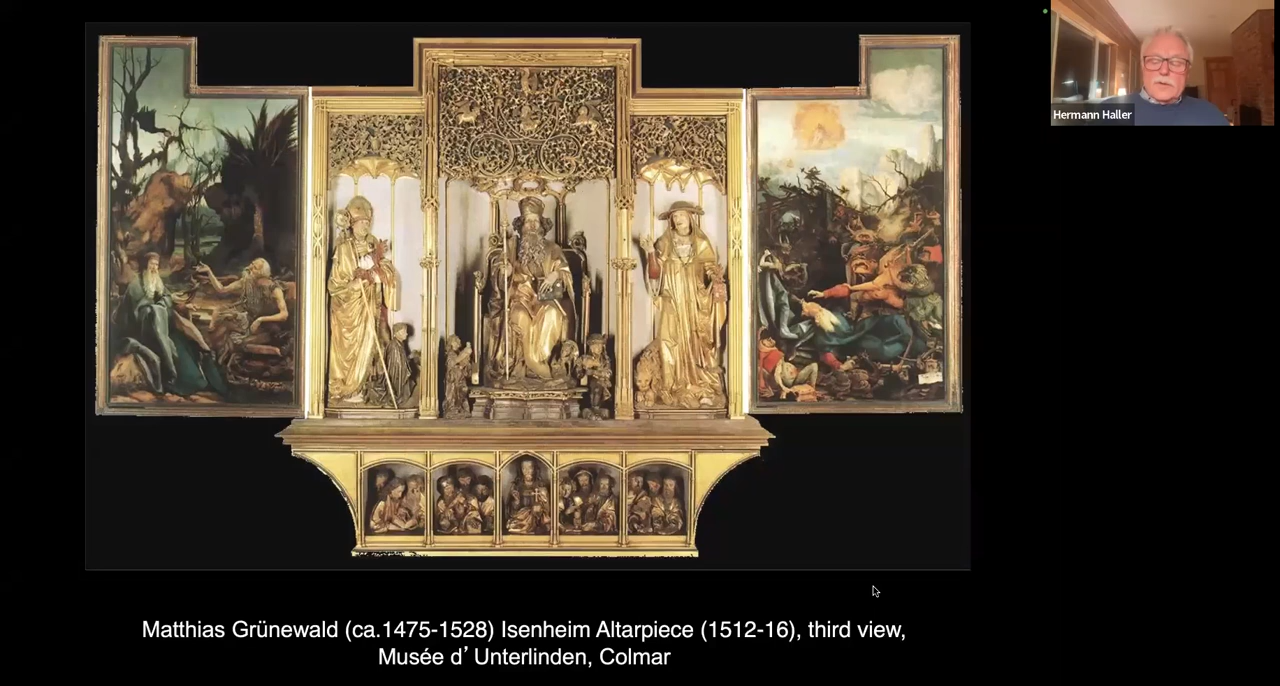 Hermann Haller
Matthias Grünewald (ca.1475-1528) Isenheim Altarpiece (1512-16), third view,
Musée d’ Unterlinden, Colmar